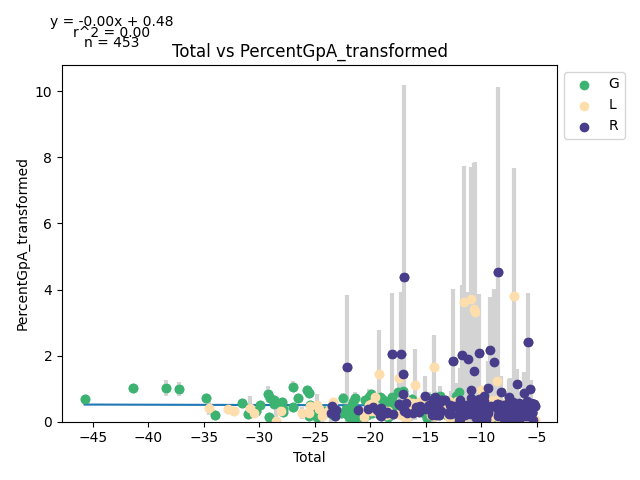 y = -0.00x + 0.48
r^2 = 0.00
n = 453
Total vs PercentGpA_transformed
G
L
R
PercentGpA_transformed
10
8
6
4
2
0
−45 −40 −35 −30 −25 −20 −15 −10 −5
Total